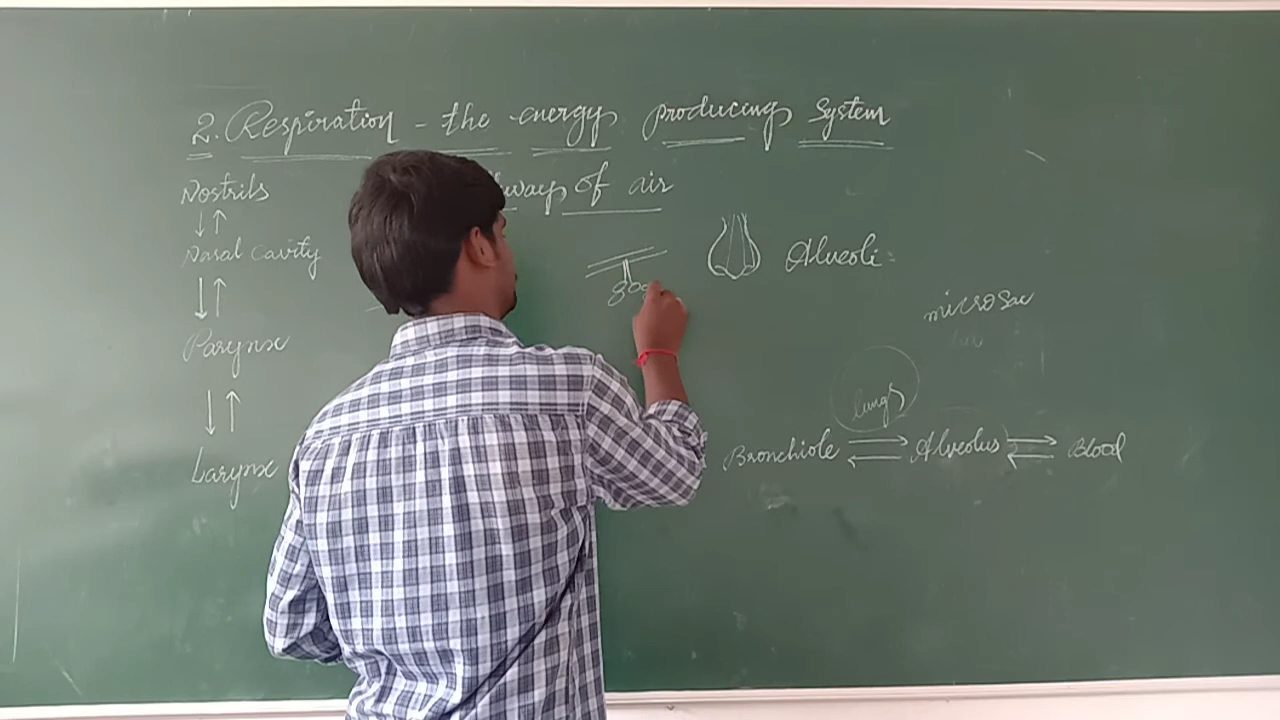 2. Respiration - the energy producing System
way of air
Nostrils
↓↑
Nasal cavity
Alveoli:
↓↑
microsac
Parynx
lungs
↓↑
Bronchiole ⇌ Alveolus ⇌ Blood
Larynx